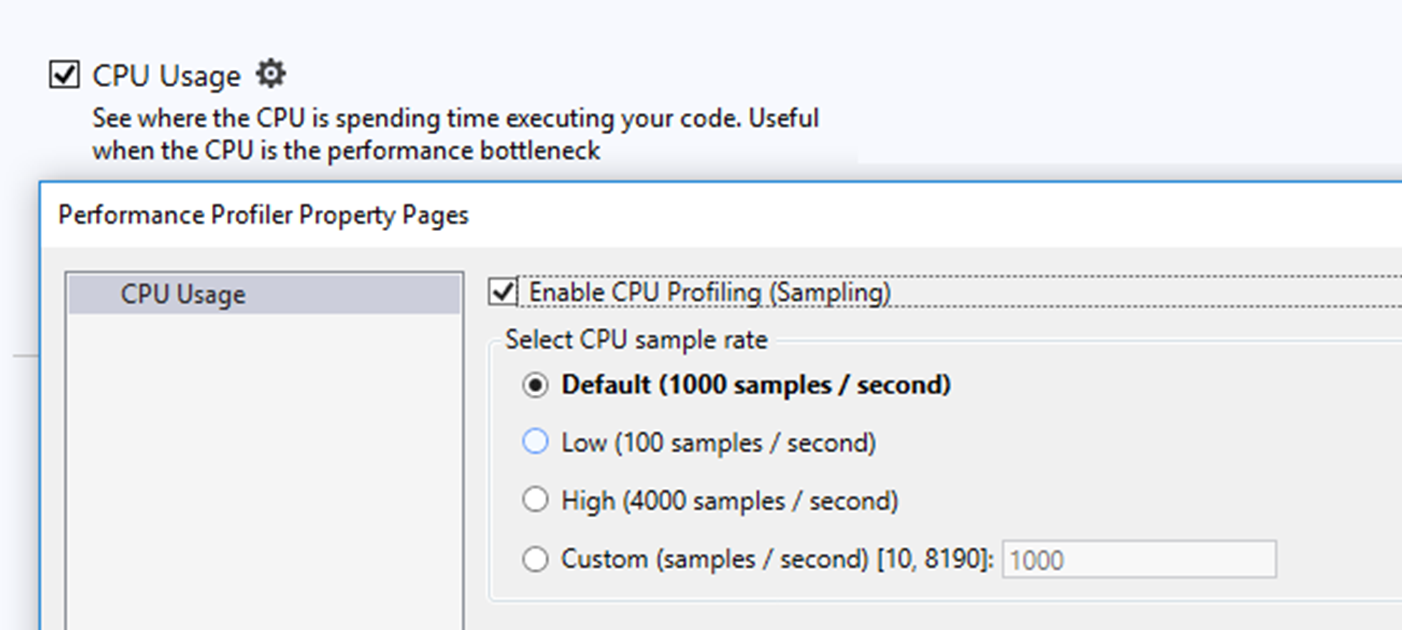 CPU Usage
See where the CPU is spending time executing your code. Useful
when the CPU is the performance bottleneck
Performance Profiler Property Pages
CPU Usage
Enable CPU Profiling (Sampling)
Select CPU sample rate
Default (1000 samples / second)
Low (100 samples / second)
High (4000 samples / second)
Custom (samples / second) [10, 8190]: 1000